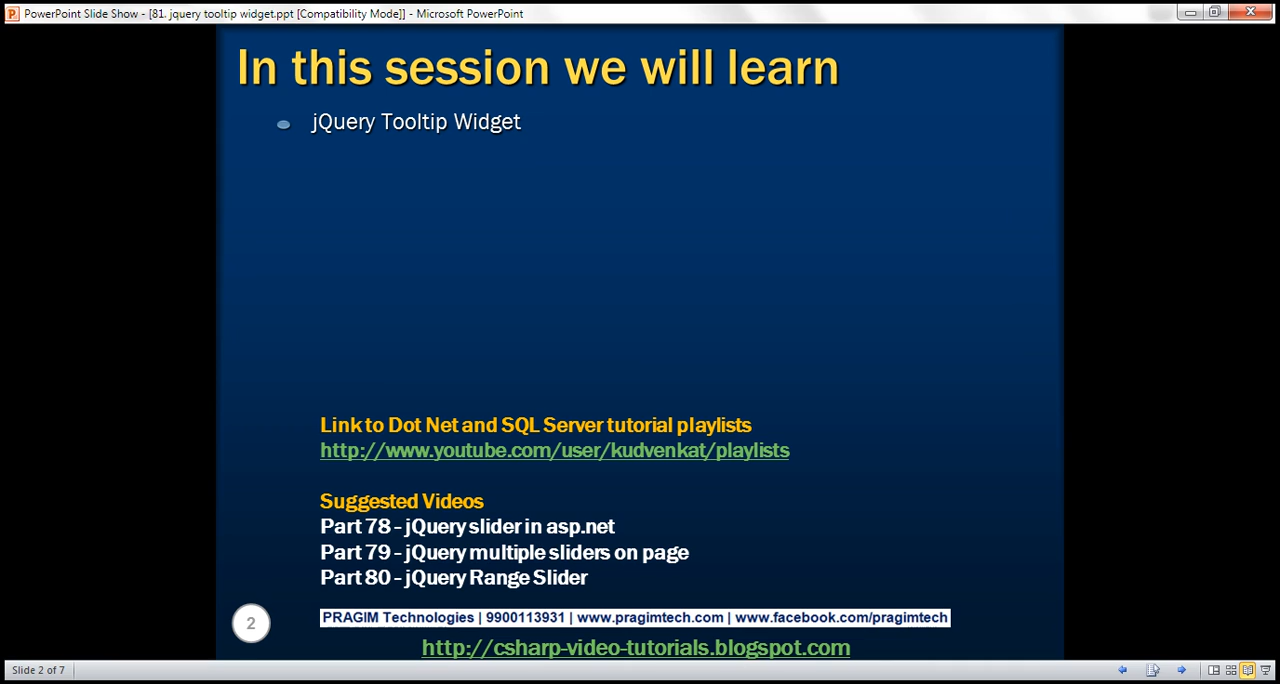 PowerPoint Slide Show - [81. jquery tooltip widget.ppt [Compatibility Mode]] - Microsoft PowerPoint
In this session we will learn
jQuery Tooltip Widget
Link to Dot Net and SQL Server tutorial playlists
http://www.youtube.com/user/kudvenkat/playlists
Suggested Videos
Part 78 - jQuery slider in asp.net
Part 79 - jQuery multiple sliders on page
Part 80 - jQuery Range Slider
2
PRAGIM Technologies | 9900113931 | www.pragimtech.com | www.facebook.com/pragimtech
http://csharp-video-tutorials.blogspot.com
Slide 2 of 7